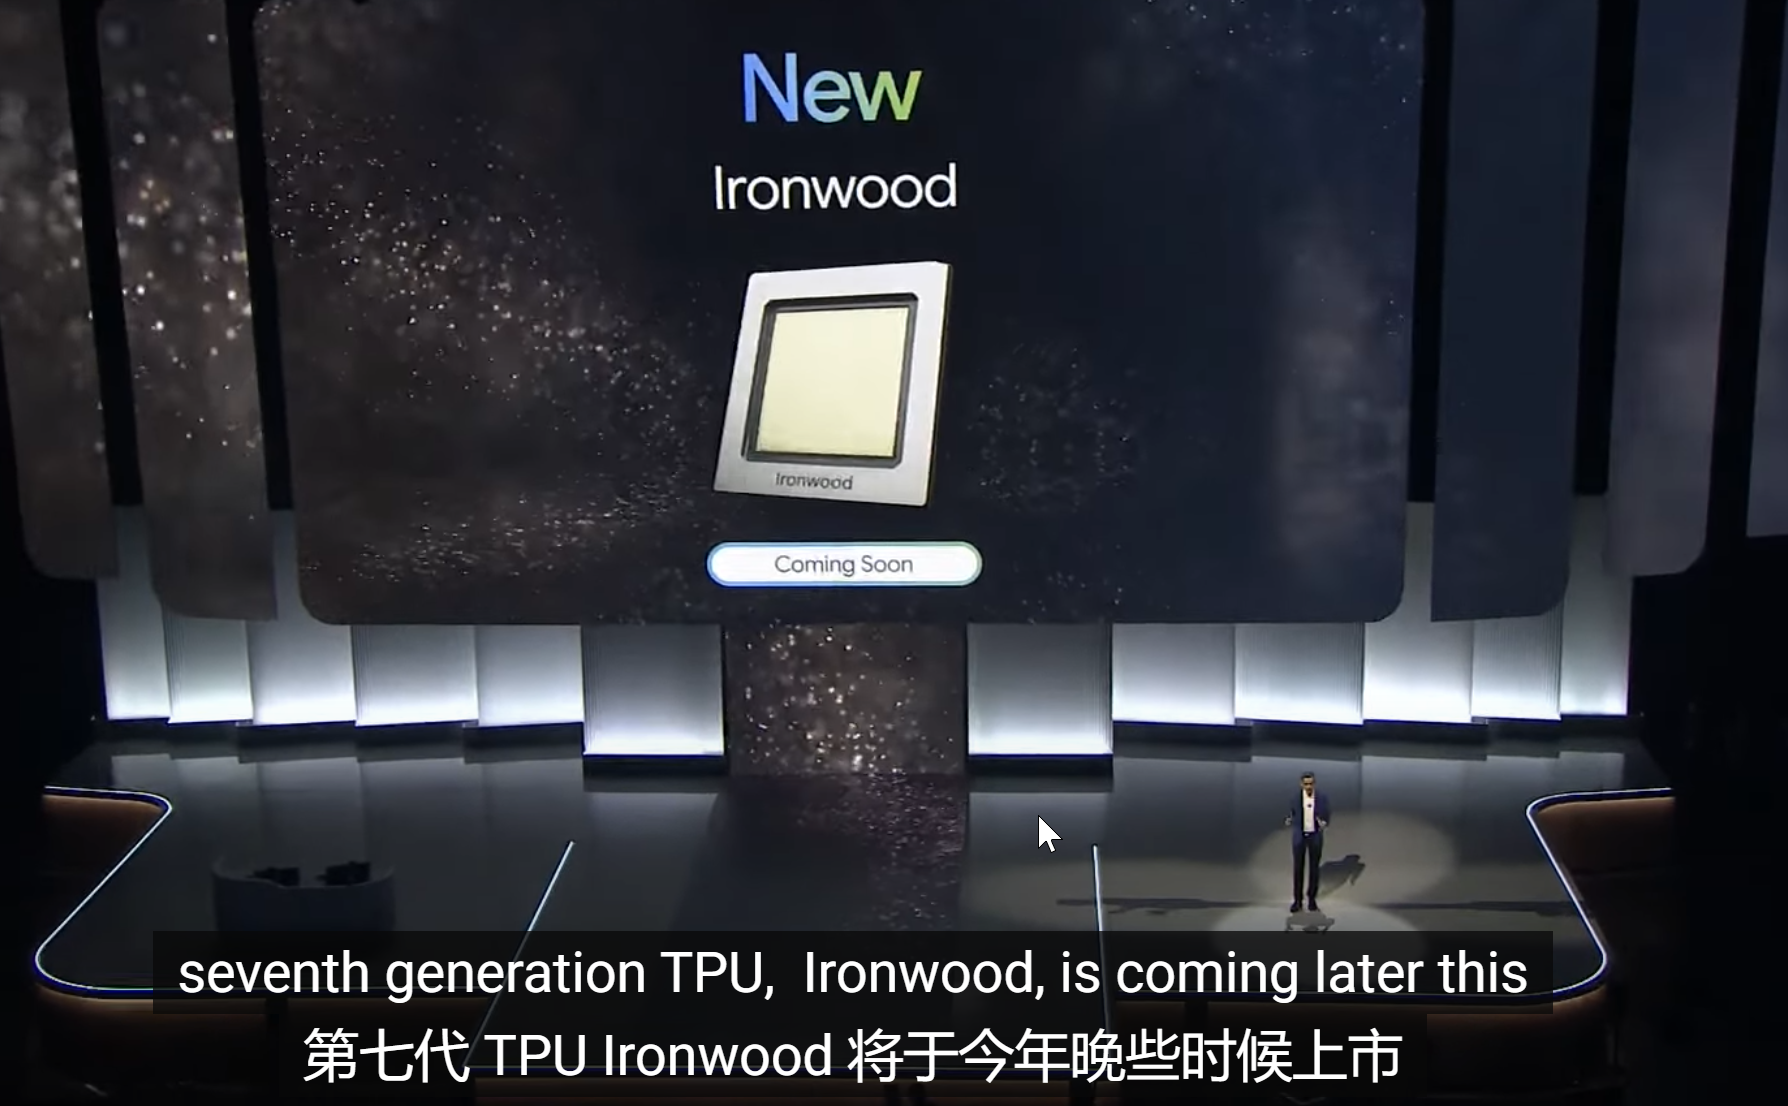 New
Ironwood
Ironwood
Coming Soon
seventh generation TPU, Ironwood, is coming later this
第七代 TPU Ironwood 将于今年晚些时候上市